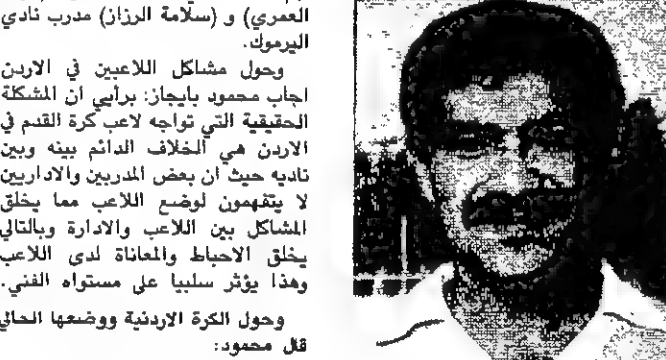 العمري) و (سلامة الرزاز) مدرب نادي
اليرموك.
وحول مشاكل اللاعبين في الاردن
اجاب محمود بايجاز: برأيي ان المشكلة
الحقيقية التي تواجه لاعب كرة القدم في
الاردن هي الخلاف الدائم بينه وبين
ناديه حيث ان بعض المدربين والاداريين
لا يتفهمون لوضع اللاعب مما يخلق
المشاكل بين اللاعب والادارة وبالتالي
يخلق الاحباط والمعاناة لدى اللاعب
وهذا يؤثر سلبيا على مستواه الفني.
وحول الكرة الاردنية ووضعها الحالي
قال محمود: